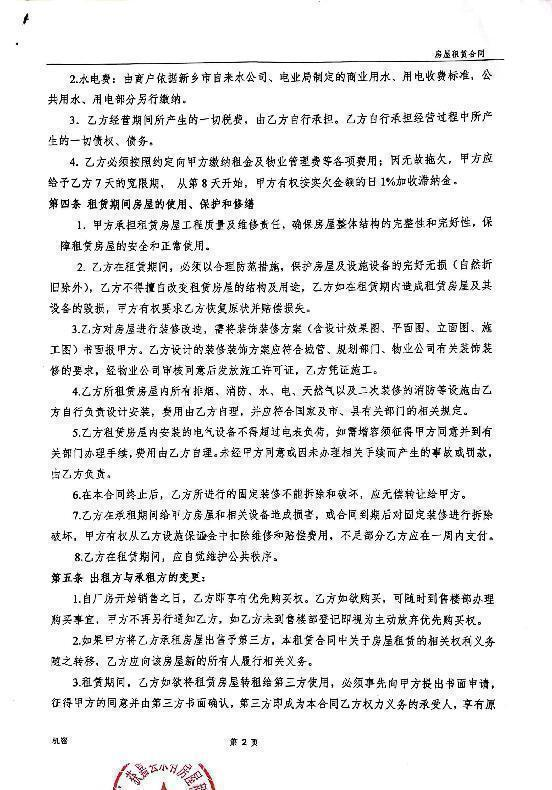 房屋租赁合同
2.水电费：由商户依据新乡市自来水公司、电业局制定的商业用水、用电收费标准，公
共用水、用电部分另行缴纳。
3．乙方经营期间所产生的一切税费，由乙方自行承担。乙方自行承担经营过程中所产
生的一切债权、债务。
4．乙方必须按照约定向甲方缴纳租金及物业管理费等各项费用；因无故拖欠，甲方应
给予乙方7天的宽限期， 从第8天开始，甲方有权按实欠金额的日1%加收滞纳金。
第四条 租赁期间房屋的使用、保护和修缮
1．甲方承担租赁房屋工程质量及维修责任，确保房屋整体结构的完整性和完好性，保
障租赁房屋的安全和正常使用。
2．乙方在租赁期间，必须以合理防范措施，保护房屋及设施设备的完好无损（自然折
旧除外），乙方不得擅自改变租赁房屋的结构及用途，乙方如在租赁期内造成租赁房屋及其
设备的毁损，甲方有权要求乙方恢复原状并赔偿损失。
3.乙方对房屋进行装修改造，需将装饰装修方案（含设计效果图、平面图、立面图、施
工图）书面报甲方。乙方设计的装修装饰方案应符合城管、规划部门、物业公司有关装饰装
修的要求，经物业公司审核同意后发放施工许可证，乙方凭证施工。
4.乙方所租赁房屋内所有排烟、消防、水、电、天然气以及二次装修的消防等设施由乙
方自行负责设计安装，费用由乙方自理，并应符合国家及市、县有关部门的相关规定。
5.乙方租赁房屋内安装的电气设备不得超过电表负荷，如需增容须征得甲方同意并到有
关部门办理手续，费用由乙方自理。未经甲方同意或因未办理相关手续而产生的事故或罚款，
由乙方负责。
6.在本合同终止后，乙方所进行的固定装修不能拆除和破坏，应无偿转让给甲方。
7.乙方在承租期间给甲方房屋和相关设备造成损害，或合同到期后对固定装修进行拆除
破坏，甲方有权从乙方设施保证金中扣除维修和赔偿费用，不足部分乙方应在一周内支付。
8.乙方在租赁期间，应自觉维护公共秩序。
第五条 出租方与承租方的变更：
1.自厂房开始销售之日，乙方即享有优先购买权。乙方如欲购买，可随时到售楼部办理
购买事宜，甲方不再另行通知乙方，如乙方未到售楼部登记即视为主动放弃优先购买权。
2.如果甲方将乙方承租房屋出售予第三方，本租赁合同中关于房屋租赁的相关权利义务
随之转移，乙方应向该房屋新的所有人履行相关义务。
3.租赁期间，乙方如欲将租赁房屋转租给第三方使用，必须事先向甲方提出书面申请，
征得甲方的同意并由第三方书面确认，第三方即成为本合同乙方权力义务的承受人，享有原
机密
第 2 页